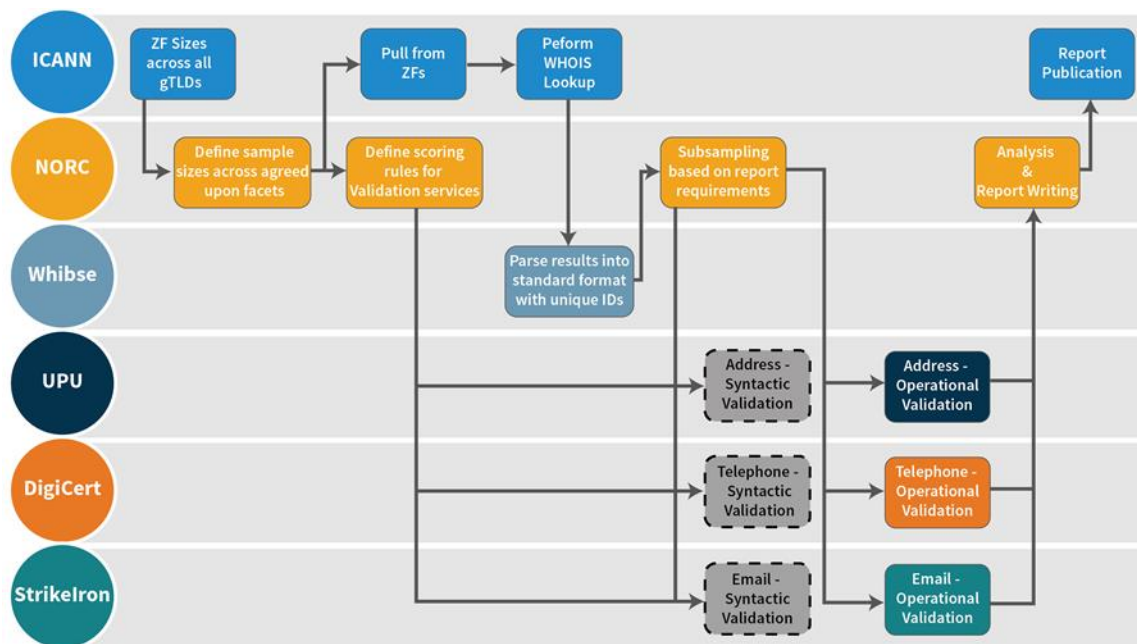 ICANN
ZF Sizes
across all
gTLDs
Pull from
ZFs
Peform
WHOIS
Lookup
Report
Publication
NORC
Define sample
sizes across agreed
upon facets
Define scoring
rules for
Validation services
Subsampling
based on report
requirements
Analysis
&
Report Writing
Whibse
Parse results into
standard format
with unique IDs
UPU
Address -
Syntactic
Validation
Address -
Operational
Validation
DigiCert
Telephone -
Syntactic
Validation
Telephone -
Operational
Validation
StrikeIron
Email -
Syntactic
Validation
Email -
Operational
Validation